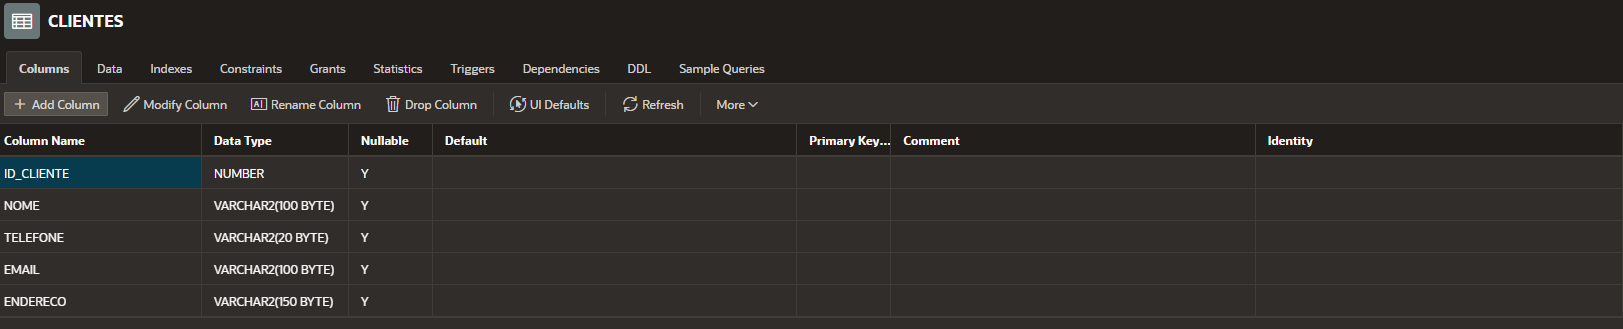 CLIENTES
Columns Data Indexes Constraints Grants Statistics Triggers Dependencies DDL Sample Queries
+ Add Column Modify Column A Rename Column Drop Column UI Defaults Refresh More
Column Name Data Type Nullable Default Primary Key... Comment Identity
ID_CLIENTE NUMBER Y
NOME VARCHAR2(100 BYTE) Y
TELEFONE VARCHAR2(20 BYTE) Y
EMAIL VARCHAR2(100 BYTE) Y
ENDERECO VARCHAR2(150 BYTE) Y